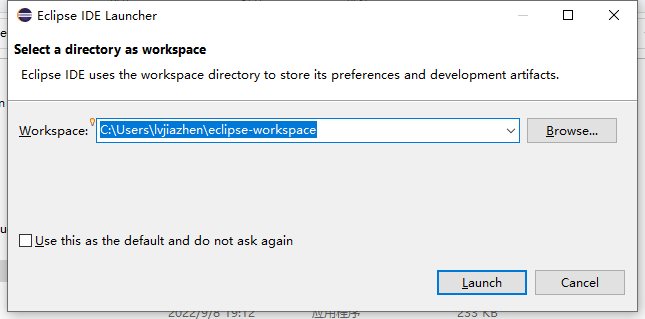 Eclipse IDE Launcher
Select a directory as workspace
Eclipse IDE uses the workspace directory to store its preferences and development artifacts.
Workspace: C:\Users\lvjiazhen\eclipse-workspace Browse...
Use this as the default and do not ask again
Launch Cancel
2022/9/8 19:12 应用程序 233 KB